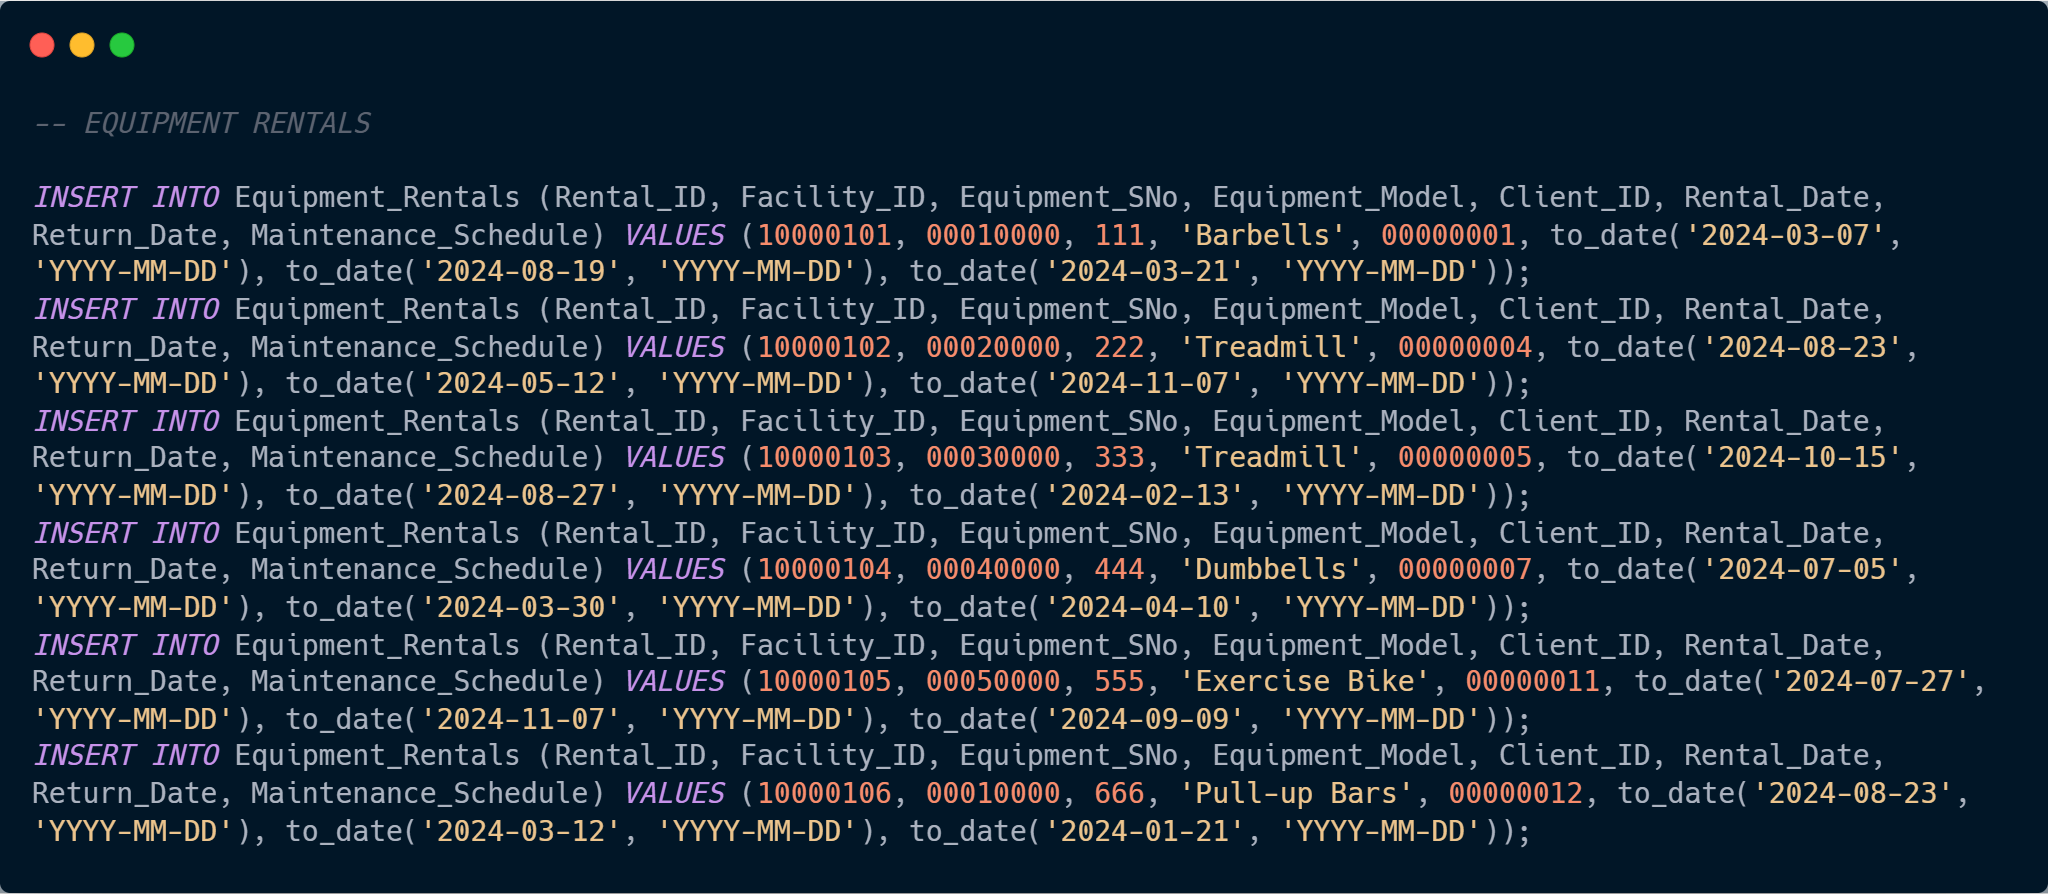 -- EQUIPMENT RENTALS
INSERT INTO Equipment_Rentals (Rental_ID, Facility_ID, Equipment_SNo, Equipment_Model, Client_ID, Rental_Date,
Return_Date, Maintenance_Schedule) VALUES (10000101, 00010000, 111, 'Barbells', 00000001, to_date('2024-03-07',
'YYYY-MM-DD'), to_date('2024-08-19', 'YYYY-MM-DD'), to_date('2024-03-21', 'YYYY-MM-DD'));
INSERT INTO Equipment_Rentals (Rental_ID, Facility_ID, Equipment_SNo, Equipment_Model, Client_ID, Rental_Date,
Return_Date, Maintenance_Schedule) VALUES (10000102, 00020000, 222, 'Treadmill', 00000004, to_date('2024-08-23',
'YYYY-MM-DD'), to_date('2024-05-12', 'YYYY-MM-DD'), to_date('2024-11-07', 'YYYY-MM-DD'));
INSERT INTO Equipment_Rentals (Rental_ID, Facility_ID, Equipment_SNo, Equipment_Model, Client_ID, Rental_Date,
Return_Date, Maintenance_Schedule) VALUES (10000103, 00030000, 333, 'Treadmill', 00000005, to_date('2024-10-15',
'YYYY-MM-DD'), to_date('2024-08-27', 'YYYY-MM-DD'), to_date('2024-02-13', 'YYYY-MM-DD'));
INSERT INTO Equipment_Rentals (Rental_ID, Facility_ID, Equipment_SNo, Equipment_Model, Client_ID, Rental_Date,
Return_Date, Maintenance_Schedule) VALUES (10000104, 00040000, 444, 'Dumbbells', 00000007, to_date('2024-07-05',
'YYYY-MM-DD'), to_date('2024-03-30', 'YYYY-MM-DD'), to_date('2024-04-10', 'YYYY-MM-DD'));
INSERT INTO Equipment_Rentals (Rental_ID, Facility_ID, Equipment_SNo, Equipment_Model, Client_ID, Rental_Date,
Return_Date, Maintenance_Schedule) VALUES (10000105, 00050000, 555, 'Exercise Bike', 00000011, to_date('2024-07-27',
'YYYY-MM-DD'), to_date('2024-11-07', 'YYYY-MM-DD'), to_date('2024-09-09', 'YYYY-MM-DD'));
INSERT INTO Equipment_Rentals (Rental_ID, Facility_ID, Equipment_SNo, Equipment_Model, Client_ID, Rental_Date,
Return_Date, Maintenance_Schedule) VALUES (10000106, 00010000, 666, 'Pull-up Bars', 00000012, to_date('2024-08-23',
'YYYY-MM-DD'), to_date('2024-03-12', 'YYYY-MM-DD'), to_date('2024-01-21', 'YYYY-MM-DD'));